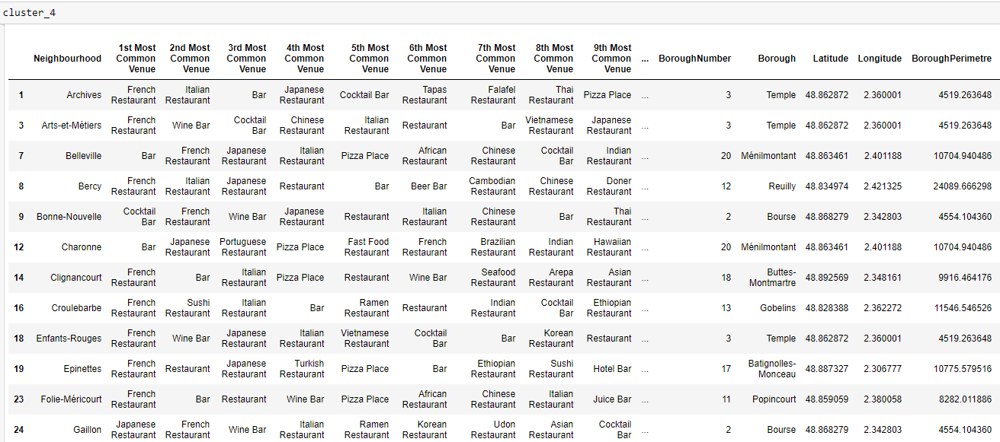 cluster_4
Neighbourhood 1st Most Common Venue 2nd Most Common Venue 3rd Most Common Venue 4th Most Common Venue 5th Most Common Venue 6th Most Common Venue 7th Most Common Venue 8th Most Common Venue 9th Most Common Venue ... BoroughNumber Borough Latitude Longitude BoroughPerimetre
1 Archives French Restaurant Italian Restaurant Bar Japanese Restaurant Cocktail Bar Tapas Restaurant Falafel Restaurant Thai Restaurant Pizza Place ... 3 Temple 48.862872 2.360001 4519.263648
3 Arts-et-Métiers French Restaurant Wine Bar Cocktail Bar Chinese Restaurant Italian Restaurant Restaurant Bar Vietnamese Restaurant Japanese Restaurant ... 3 Temple 48.862872 2.360001 4519.263648
7 Belleville Bar French Restaurant Japanese Restaurant Italian Restaurant Pizza Place African Restaurant Chinese Restaurant Cocktail Bar Indian Restaurant ... 20 Ménilmontant 48.863461 2.401188 10704.940486
8 Bercy French Restaurant Italian Restaurant Japanese Restaurant Restaurant Bar Beer Bar Cambodian Restaurant Chinese Restaurant Doner Restaurant ... 12 Reuilly 48.834974 2.421325 24089.666298
9 Bonne-Nouvelle Cocktail Bar French Restaurant Wine Bar Japanese Restaurant Restaurant Italian Restaurant Chinese Restaurant Bar Thai Restaurant ... 2 Bourse 48.868279 2.342803 4554.104360
12 Charonne Bar Japanese Restaurant Portuguese Restaurant Pizza Place Fast Food Restaurant French Restaurant Brazilian Restaurant Indian Restaurant Hawaiian Restaurant ... 20 Ménilmontant 48.863461 2.401188 10704.940486
14 Clignancourt French Restaurant Bar Italian Restaurant Pizza Place Restaurant Wine Bar Seafood Restaurant Arepa Restaurant Asian Restaurant ... 18 Buttes-Montmartre 48.892569 2.348161 9916.464176
16 Croulebarbe French Restaurant Sushi Restaurant Italian Restaurant Bar Ramen Restaurant Restaurant Indian Restaurant Cocktail Bar Ethiopian Restaurant ... 13 Gobelins 48.828388 2.362272 11546.546526
18 Enfants-Rouges French Restaurant Wine Bar Japanese Restaurant Italian Restaurant Vietnamese Restaurant Cocktail Bar Bar Korean Restaurant Restaurant ... 3 Temple 48.862872 2.360001 4519.263648
19 Epinettes French Restaurant Restaurant Japanese Restaurant Turkish Restaurant Pizza Place Bar Ethiopian Restaurant Sushi Restaurant Hotel Bar ... 17 Batignolles-Monceau 48.887327 2.306777 10775.579516
23 Folie-Méricourt French Restaurant Bar Restaurant Wine Bar Pizza Place African Restaurant Chinese Restaurant Italian Restaurant Juice Bar ... 11 Popincourt 48.859059 2.380058 8282.011886
24 Gaillon Japanese Restaurant French Restaurant Wine Bar Italian Restaurant Ramen Restaurant Korean Restaurant Udon Restaurant Asian Restaurant Cocktail Bar ... 2 Bourse 48.868279 2.342803 4554.104360